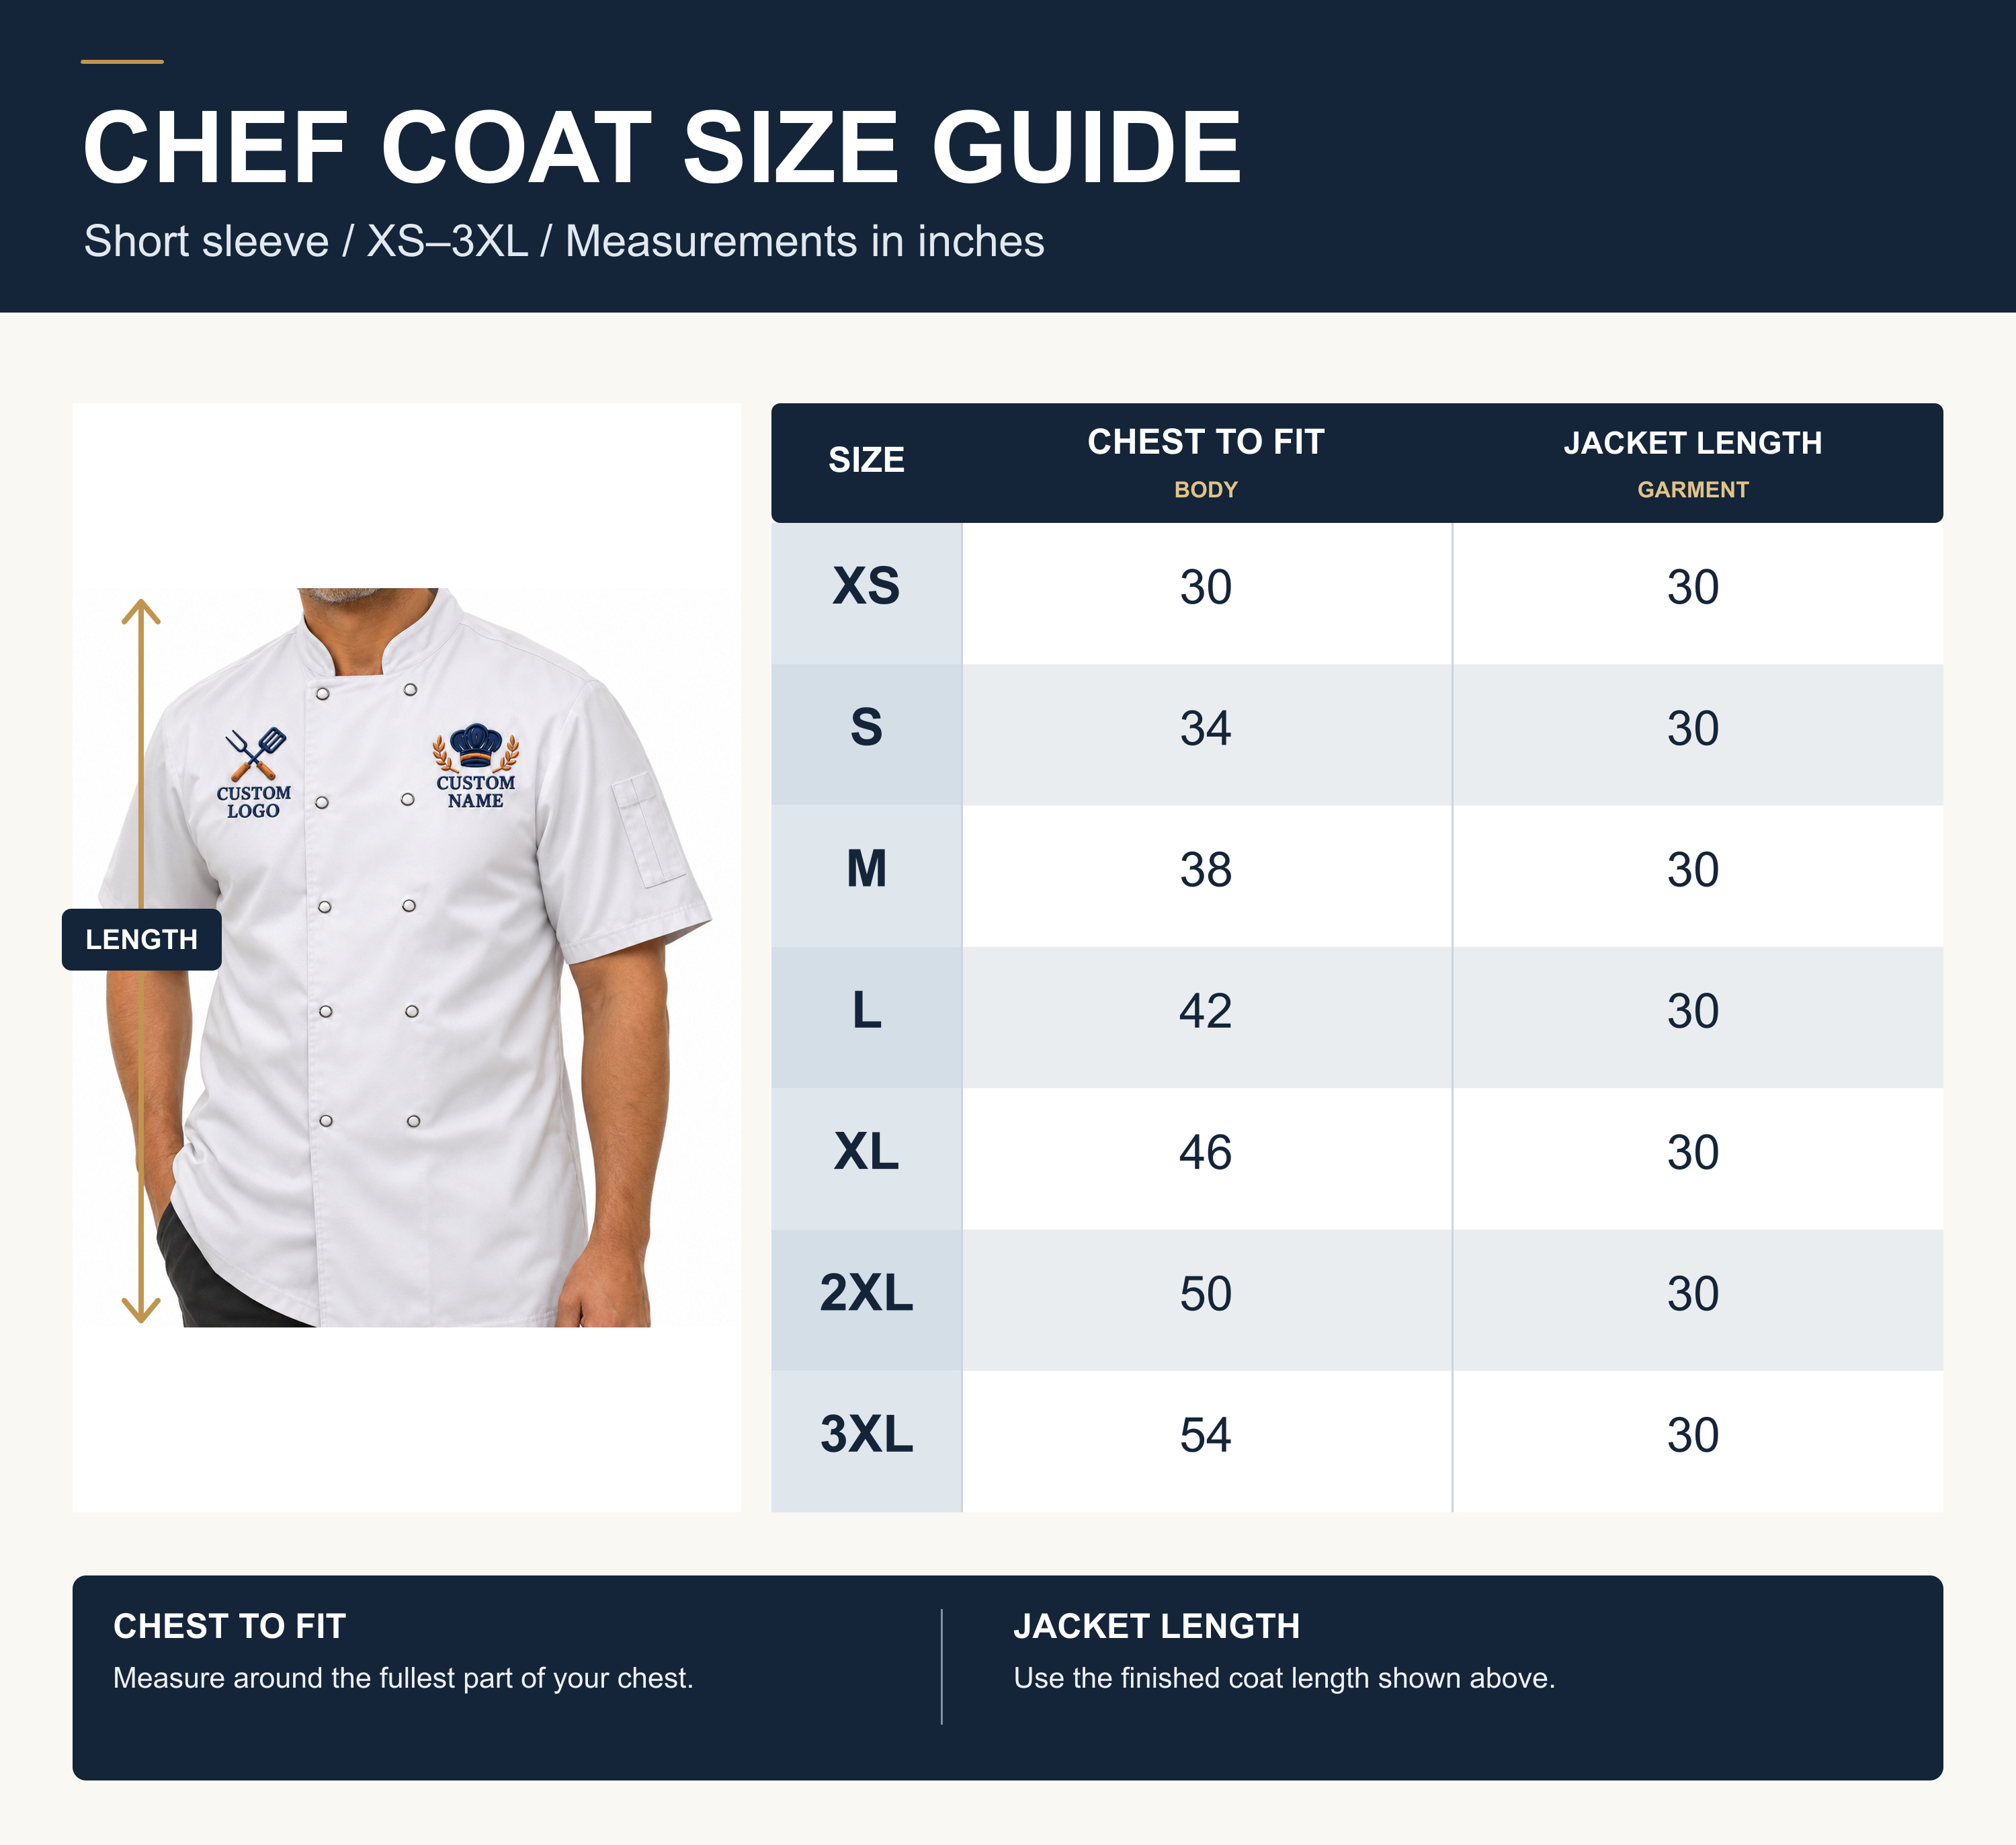 CHEF COAT SIZE GUIDE
Short sleeve / XS–3XL / Measurements in inches
CUSTOM
LOGO
CUSTOM
NAME
LENGTH
SIZE CHEST TO FIT JACKET LENGTH
BODY GARMENT
XS 30 30
S 34 30
M 38 30
L 42 30
XL 46 30
2XL 50 30
3XL 54 30
CHEST TO FIT
Measure around the fullest part of your chest.
JACKET LENGTH
Use the finished coat length shown above.